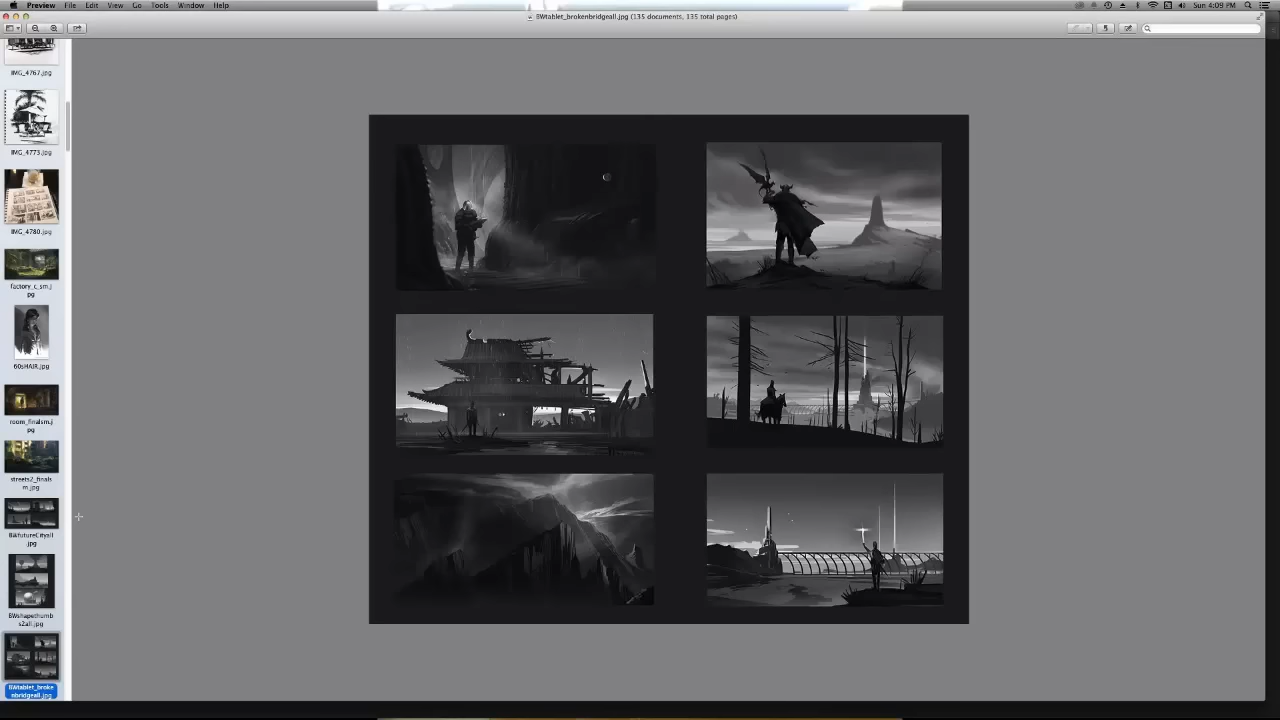 Preview File Edit View Go Tools Window Help
Sun 4:09 PM
BWtablet_brokenbridgeall.jpg (135 documents, 135 total pages)
IMG_4767.jpg
IMG_4773.jpg
IMG_4780.jpg
factory_c_sm.j
pg
60sHAIR.jpg
room_finalsm.j
pg
streets2_finals
m.jpg
BWfutureCityall
.jpg
BWshapethumb
s2all.jpg
BWtablet_broke
nbridgeall.jpg